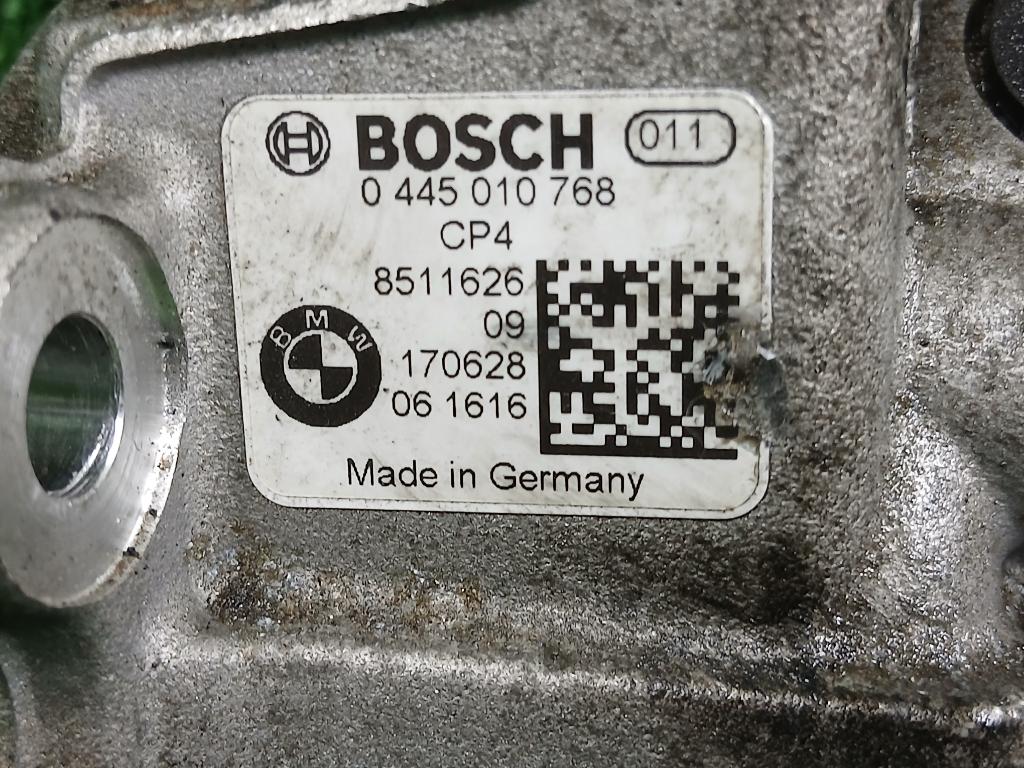 BOSCH 011
0 445 010 768
CP4
8511626
09
BMW
170628
06 1616
Made in Germany